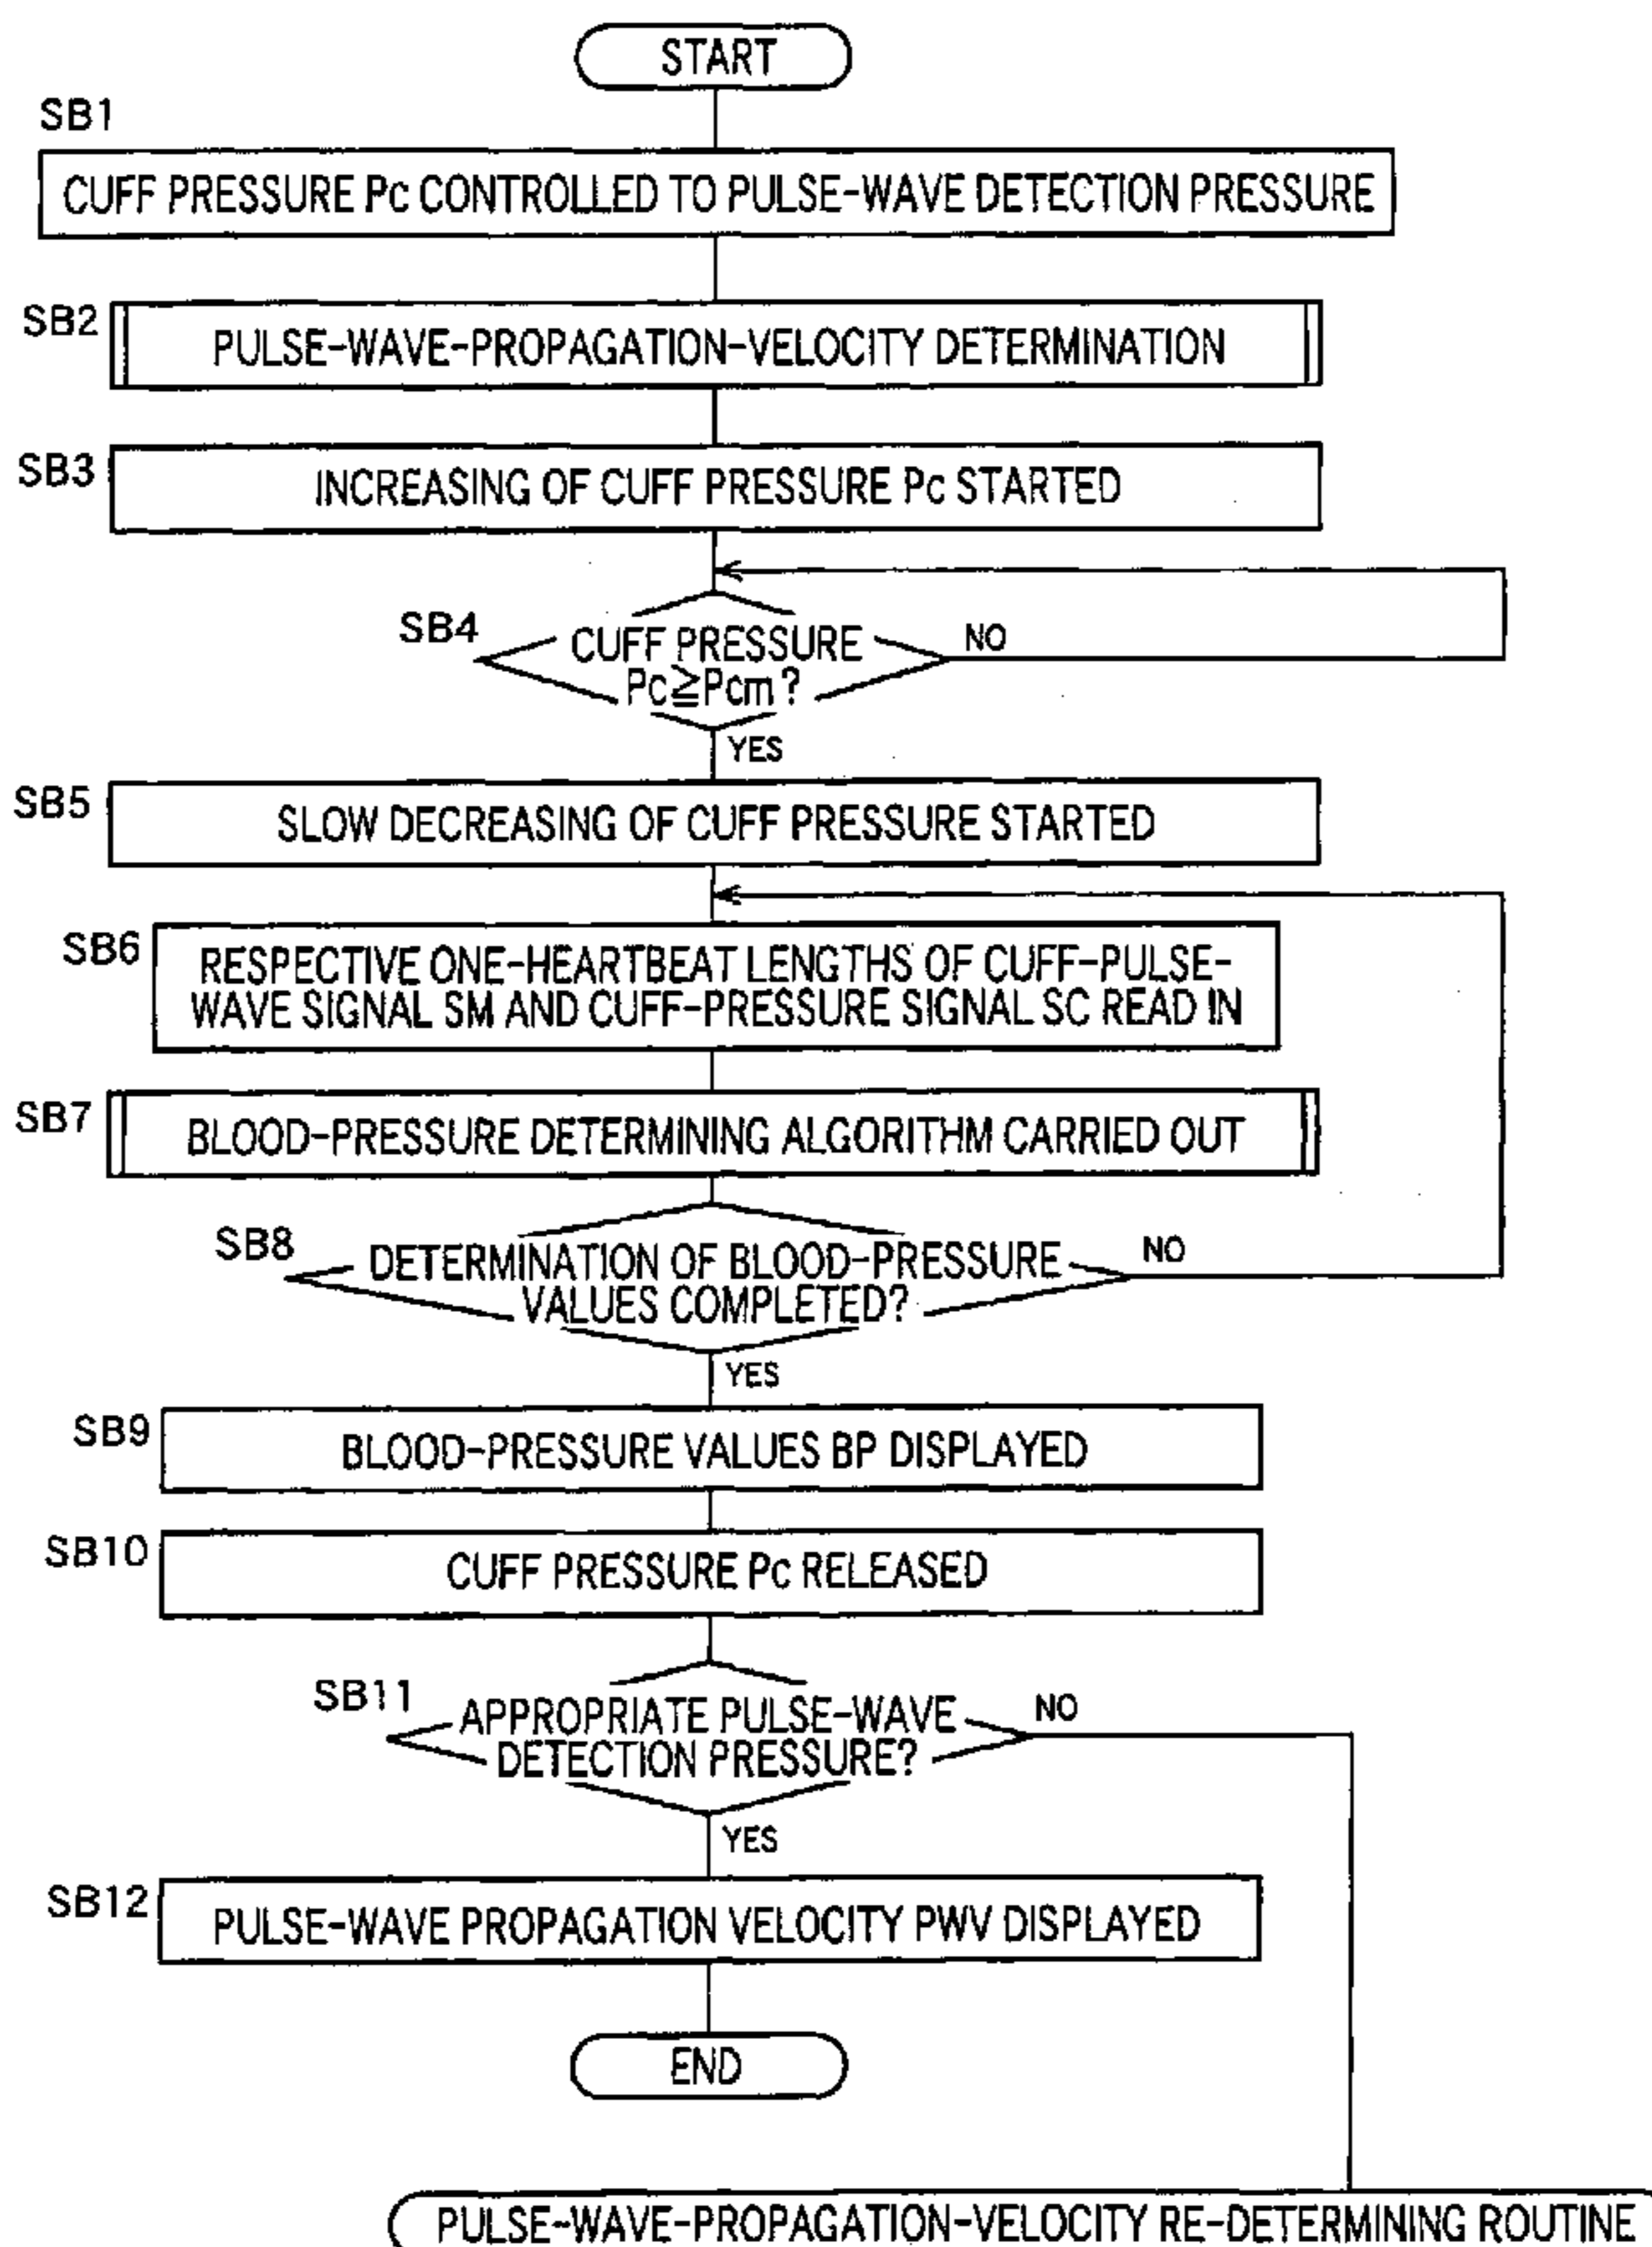 START
SB1
CUFF PRESSURE Pc CONTROLLED TO PULSE-WAVE DETECTION PRESSURE
SB2
PULSE-WAVE-PROPAGATION-VELOCITY DETERMINATION
SB3
INCREASING OF CUFF PRESSURE Pc STARTED
SB4
CUFF PRESSURE
Pc≧Pcm?
NO
YES
SB5
SLOW DECREASING OF CUFF PRESSURE STARTED
SB6
RESPECTIVE ONE-HEARTBEAT LENGTHS OF CUFF-PULSE-
WAVE SIGNAL SM AND CUFF-PRESSURE SIGNAL SC READ IN
SB7
BLOOD-PRESSURE DETERMINING ALGORITHM CARRIED OUT
SB8
DETERMINATION OF BLOOD-PRESSURE
VALUES COMPLETED?
NO
YES
SB9
BLOOD-PRESSURE VALUES BP DISPLAYED
SB10
CUFF PRESSURE Pc RELEASED
SB11
APPROPRIATE PULSE-WAVE
DETECTION PRESSURE?
NO
YES
SB12
PULSE-WAVE PROPAGATION VELOCITY PWV DISPLAYED
END
PULSE-WAVE-PROPAGATION-VELOCITY RE-DETERMINING ROUTINE